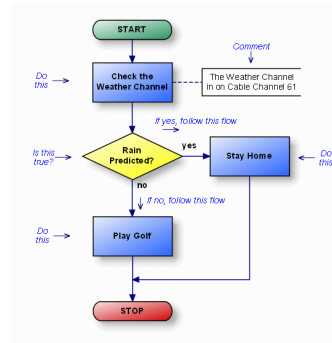 START
Comment
Do
this
Check the
Weather Channel
The Weather Channel
in on Cable Channel 61
If yes, follow this flow
Is this
true?
Rain
Predicted?
yes
Stay Home
Do
this
no
If no, follow this flow
Do
this
Play Golf
STOP